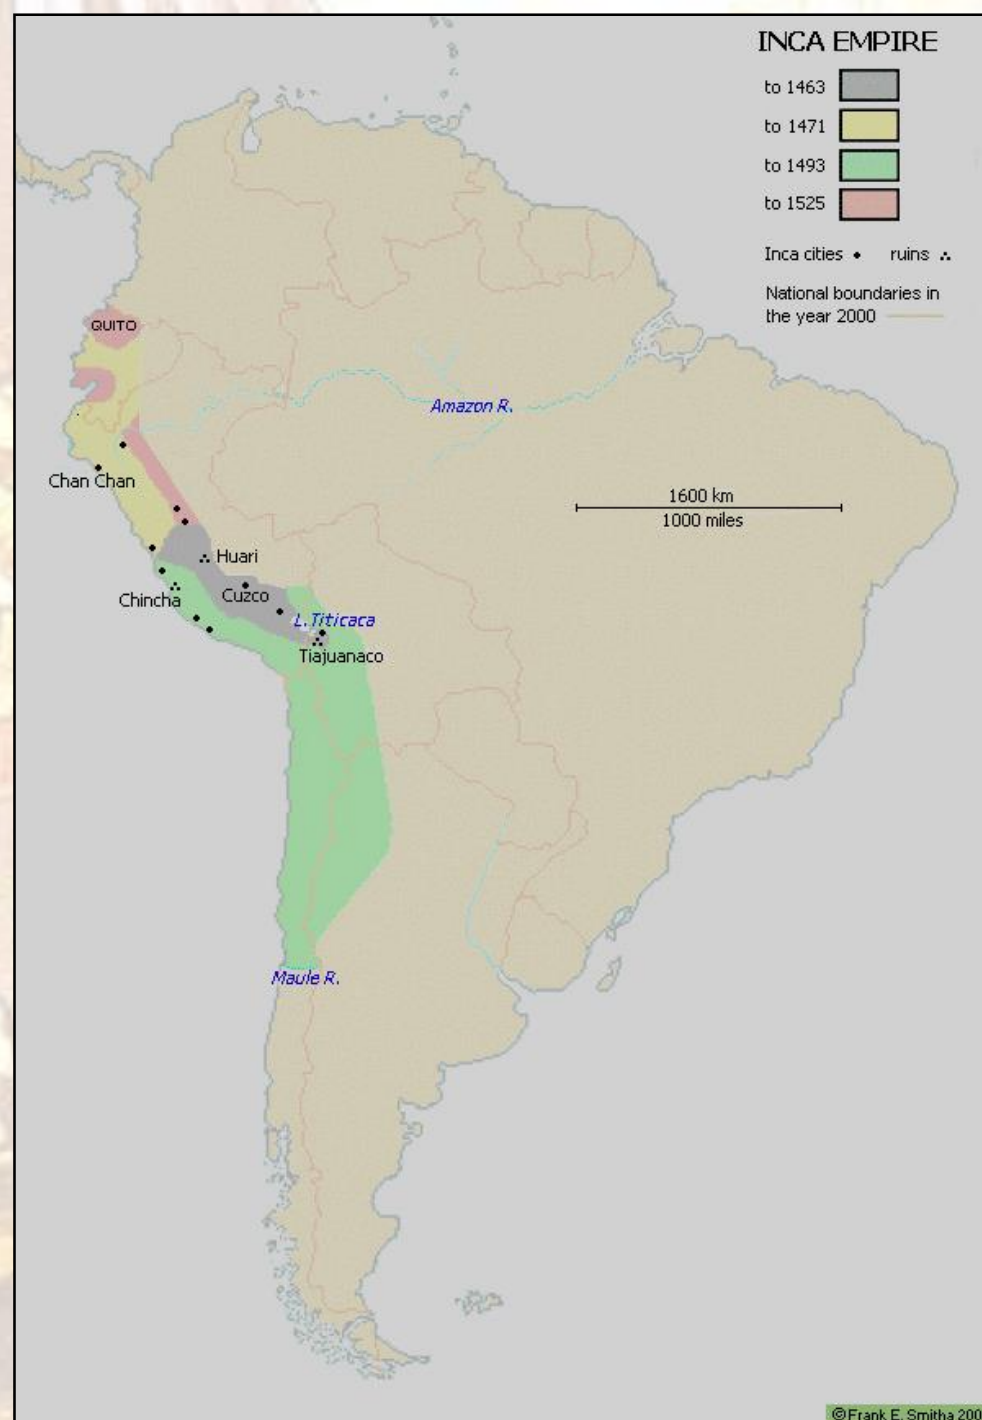 INCA EMPIRE
to 1463
to 1471
to 1493
to 1525
Inca cities • ruins ∴
National boundaries in
the year 2000
QUITO
Amazon R.
Chan Chan
1600 km
1000 miles
Huari
Cuzco
Chincha
L.Titicaca
Tiajuanaco
Maule R.
©Frank E. Smitha 200